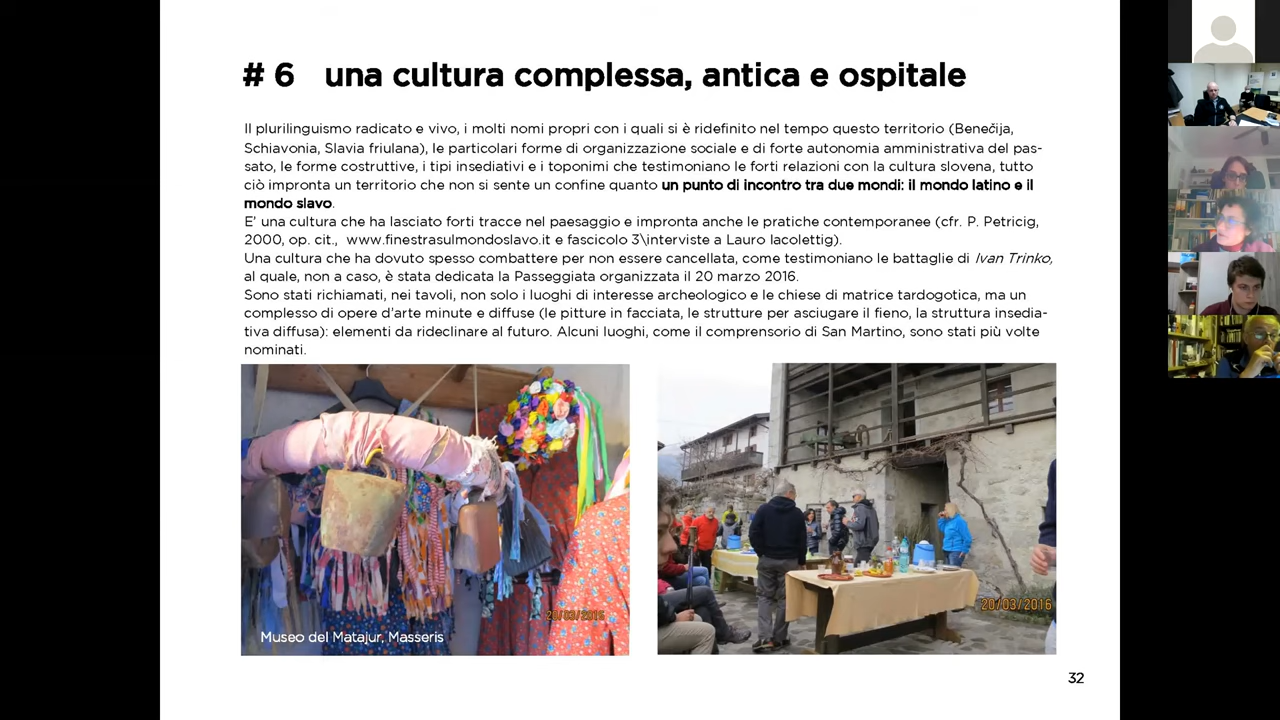 # 6 una cultura complessa, antica e ospitale
Il plurilinguismo radicato e vivo, i molti nomi propri con i quali si è ridefinito nel tempo questo territorio (Benečija,
Schiavonia, Slavia friulana), le particolari forme di organizzazione sociale e di forte autonomia amministrativa del pas-
sato, le forme costruttive, i tipi insediativi e i toponimi che testimoniano le forti relazioni con la cultura slovena, tutto
ciò impronta un territorio che non si sente un confine quanto un punto di incontro tra due mondi: il mondo latino e il
mondo slavo.
E' una cultura che ha lasciato forti tracce nel paesaggio e impronta anche le pratiche contemporanee (cfr. P. Petricig,
2000, op. cit., www.finestrasulmondoslavo.it e fascicolo 3\interviste a Lauro Iacolettig).
Una cultura che ha dovuto spesso combattere per non essere cancellata, come testimoniano le battaglie di Ivan Trinko,
al quale, non a caso, è stata dedicata la Passeggiata organizzata il 20 marzo 2016.
Sono stati richiamati, nei tavoli, non solo i luoghi di interesse archeologico e le chiese di matrice tardogotica, ma un
complesso di opere d'arte minute e diffuse (le pitture in facciata, le strutture per asciugare il fieno, la struttura insedia-
tiva diffusa): elementi da rideclinare al futuro. Alcuni luoghi, come il comprensorio di San Martino, sono stati più volte
nominati.
20/03/2016
20/03/2016
Museo del Matajur, Masseris
32